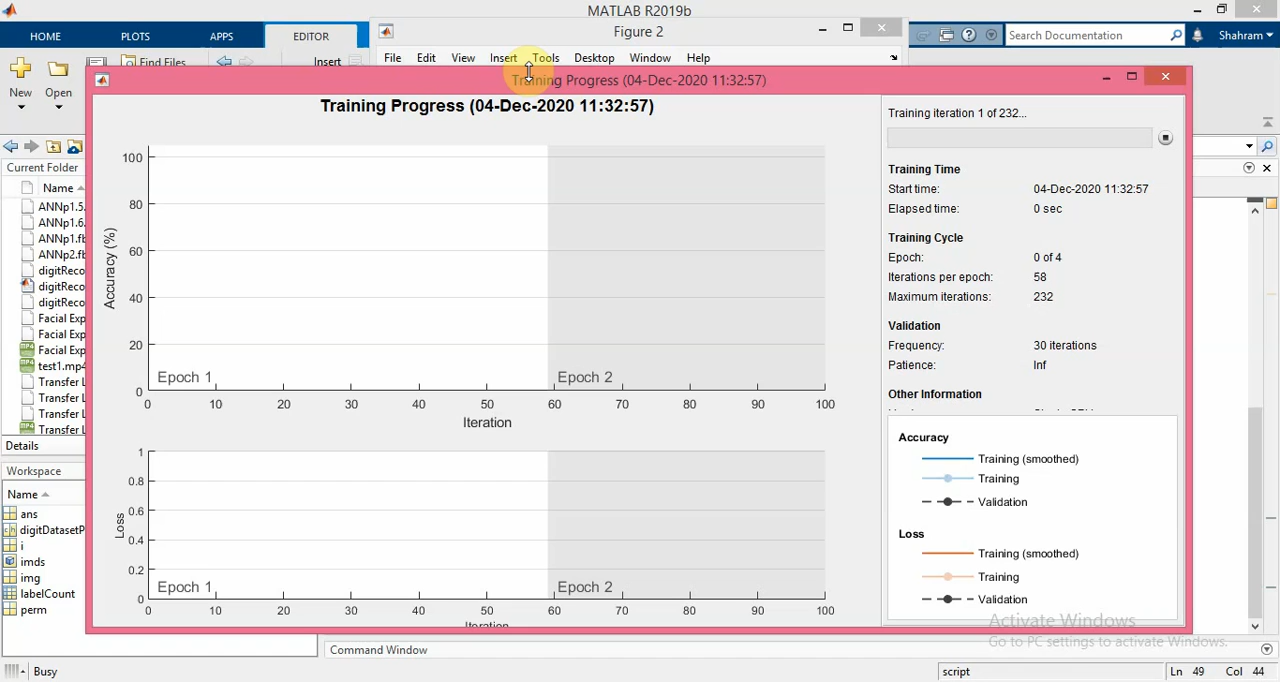 MATLAB R2019b
HOME
PLOTS
APPS
EDITOR
Figure 2
Search Documentation
Shahram
File Edit View Insert Tools Desktop Window Help
New
Open
Find Files
Insert
Training Progress (04-Dec-2020 11:32:57)
Training Progress (04-Dec-2020 11:32:57)
Current Folder
Name
ANNp1.5.
ANNp1.6.
ANNp1.fl
ANNp2.fl
digitReco
digitReco
digitReco
Facial Exp
Facial Exp
Facial Exp
test1.mp4
Transfer L
Transfer L
Transfer L
Transfer L
Details
Workspace
Name
ans
digitDatasetP
i
imds
img
labelCount
perm
Accuracy (%)
100
80
60
40
20
0
Epoch 1
Epoch 2
0 10 20 30 40 50 60 70 80 90 100
Iteration
Loss
1
0.8
0.6
0.4
0.2
0
Epoch 1
Epoch 2
0 10 20 30 40 50 60 70 80 90 100
Iteration
Training iteration 1 of 232...
Training Time
Start time: 04-Dec-2020 11:32:57
Elapsed time: 0 sec
Training Cycle
Epoch: 0 of 4
Iterations per epoch: 58
Maximum iterations: 232
Validation
Frequency: 30 iterations
Patience: Inf
Other Information
Accuracy
Training (smoothed)
Training
Validation
Loss
Training (smoothed)
Training
Validation
Activate Windows
Go to PC settings to activate Windows.
Command Window
Busy
script
Ln 49 Col 44